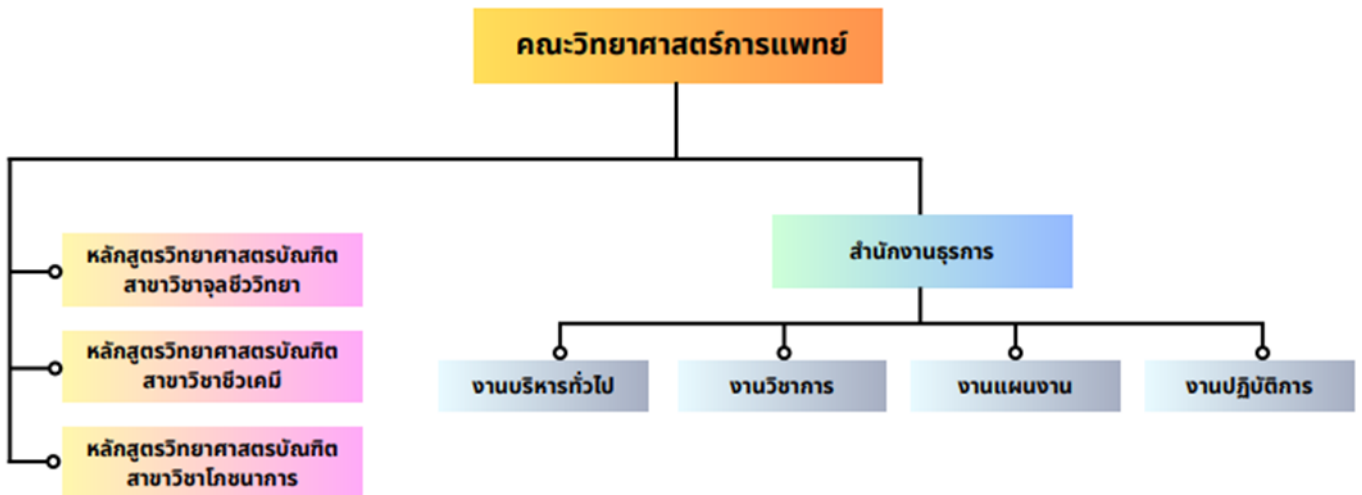 คณะวิทยาศาสตร์การแพทย์
หลักสูตรวิทยาศาสตรบัณฑิต
สาขาวิชาจุลชีววิทยา
หลักสูตรวิทยาศาสตรบัณฑิต
สาขาวิชาชีวเคมี
หลักสูตรวิทยาศาสตรบัณฑิต
สาขาวิชาโภชนาการ
สำนักงานธุรการ
งานบริหารทั่วไป
งานวิชาการ
งานแผนงาน
งานปฏิบัติการ